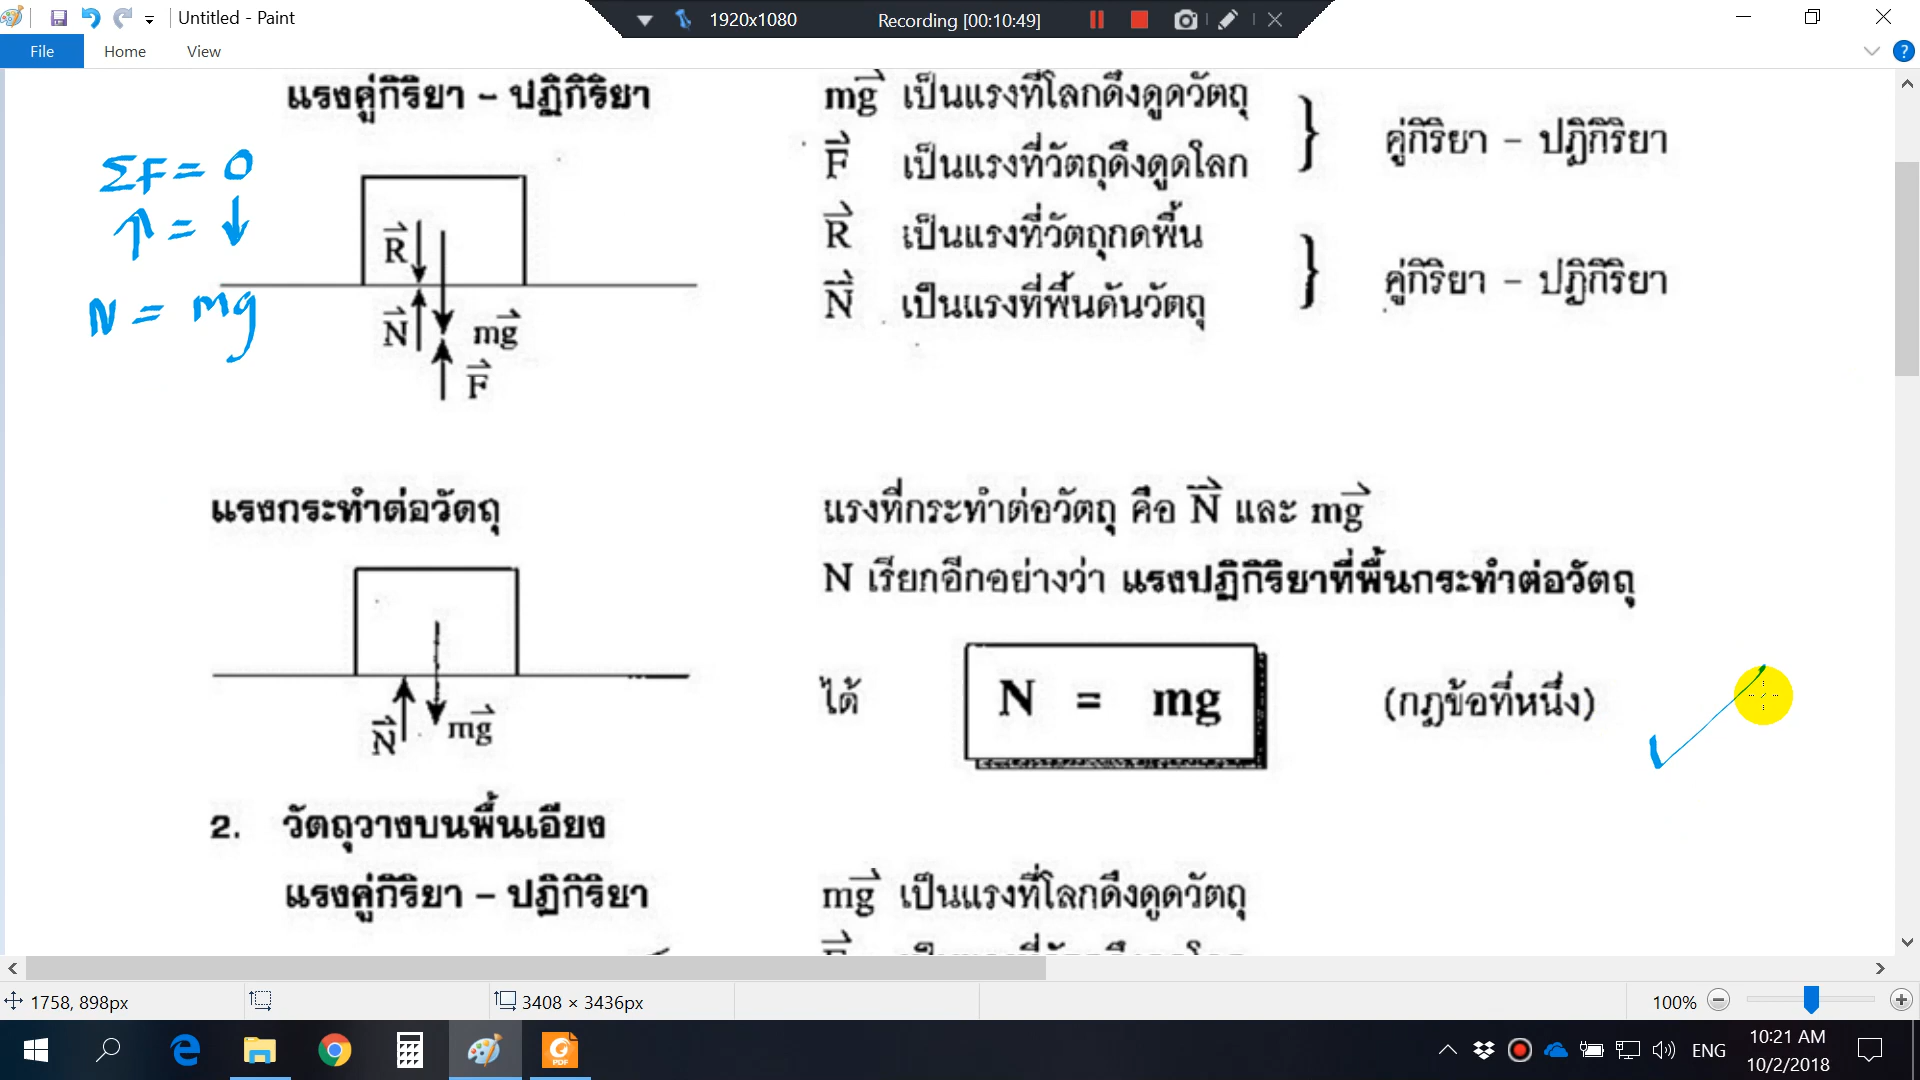 Untitled - Paint
1920x1080
Recording [00:10:49]
File
Home
View
แรงคู่กิริยา – ปฏิกิริยา
mg เป็นแรงที่โลกดึงดูดวัตถุ
F เป็นแรงที่วัตถุดึงดูดโลก
คู่กิริยา – ปฏิกิริยา
R เป็นแรงที่วัตถุกดพื้น
N เป็นแรงที่พื้นดันวัตถุ
คู่กิริยา – ปฏิกิริยา
ΣF = 0
↑ = ↓
N = mg
R
N
mg
F
แรงกระทำต่อวัตถุ
แรงที่กระทำต่อวัตถุ คือ N และ mg
N เรียกอีกอย่างว่า แรงปฏิกิริยาที่พื้นกระทำต่อวัตถุ
N
mg
ได้ N = mg (กฎข้อที่หนึ่ง)
2. วัตถุวางบนพื้นเอียง
แรงคู่กิริยา – ปฏิกิริยา
mg เป็นแรงที่โลกดึงดูดวัตถุ
1758, 898px
3408 × 3436px
100%
PDF
ENG
10:21 AM
10/2/2018